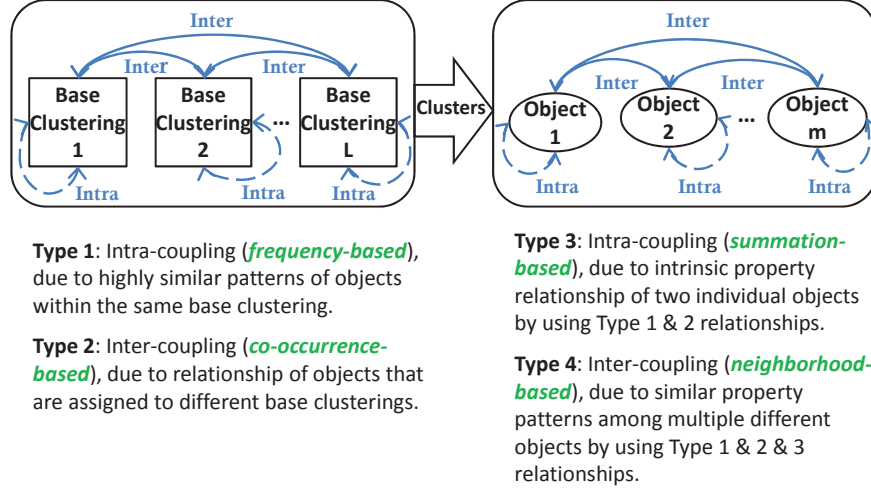 Inter
Inter
Inter
Base
Clustering
1
Base
Clustering
2
...
Base
Clustering
L
Intra
Intra
Intra
Clusters
Inter
Inter
Inter
Object
1
Object
2
...
Object
m
Intra
Intra
Intra
Type 1: Intra-coupling (frequency-based),
due to highly similar patterns of objects
within the same base clustering.
Type 2: Inter-coupling (co-occurrence-
based), due to relationship of objects that
are assigned to different base clusterings.
Type 3: Intra-coupling (summation-
based), due to intrinsic property
relationship of two individual objects
by using Type 1 & 2 relationships.
Type 4: Inter-coupling (neighborhood-
based), due to similar property
patterns among multiple different
objects by using Type 1 & 2 & 3
relationships.